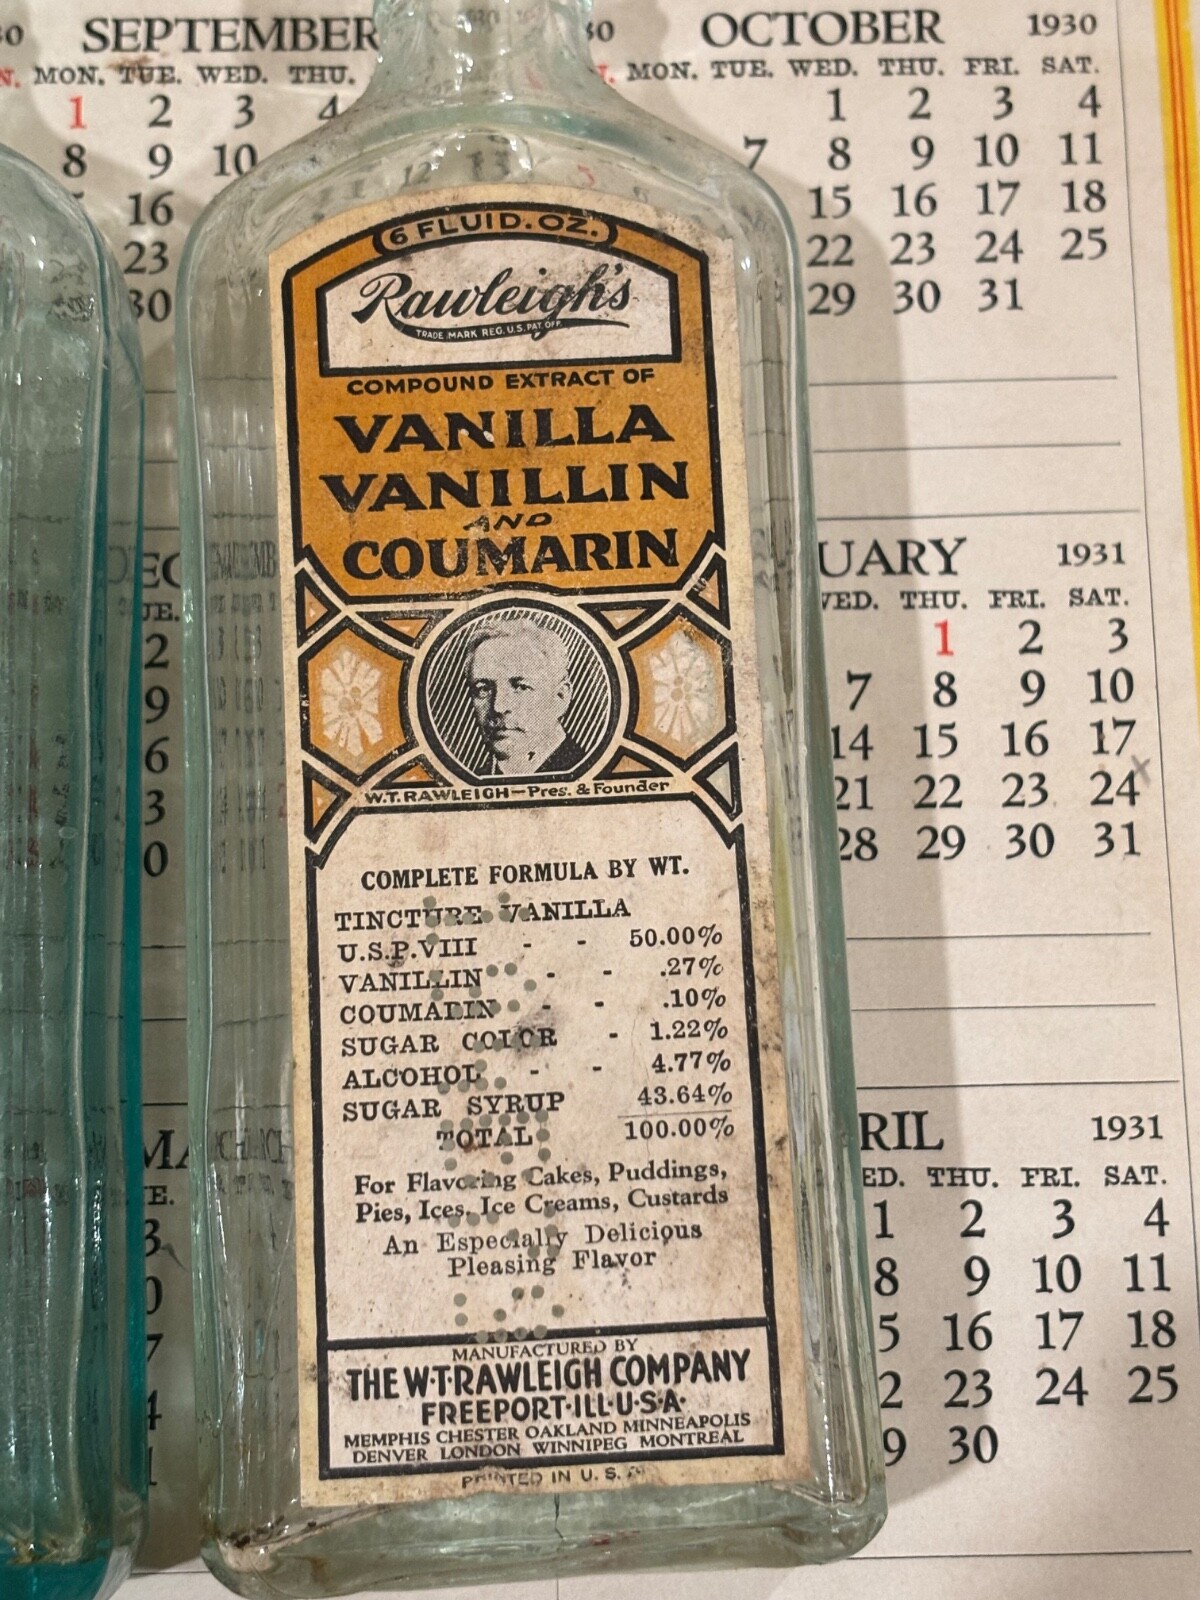 SEPTEMBER
N. MON. TUE. WED. THU.
1 2 3 4
8 9 10
16
23
30
OCTOBER 1930
MON. TUE. WED. THU. FRI. SAT.
1 2 3 4
7 8 9 10 11
15 16 17 18
22 23 24 25
29 30 31
6 FLUID. OZ.
Rawleigh's
TRADE MARK REG. U.S. PAT. OFF.
COMPOUND EXTRACT OF
VANILLA
VANILLIN
AND
COUMARIN
W.T. RAWLEIGH—Pres. & Founder
COMPLETE FORMULA BY WT.
TINCTURE VANILLA
U.S.P. VIII - - 50.00%
VANILLIN - - .27%
COUMARIN - - .10%
SUGAR COLOR - 1.22%
ALCOHOL - - 4.77%
SUGAR SYRUP 43.64%
TOTAL 100.00%
For Flavoring Cakes, Puddings,
Pies, Ices, Ice Creams, Custards
An Especially Delicious
Pleasing Flavor
MANUFACTURED BY
THE W·T·RAWLEIGH COMPANY
FREEPORT·ILL·U·S·A·
MEMPHIS CHESTER OAKLAND MINNEAPOLIS
DENVER LONDON WINNIPEG MONTREAL
PRINTED IN U.S.A.
UARY 1931
WED. THU. FRI. SAT.
1 2 3
7 8 9 10
14 15 16 17
21 22 23 24
28 29 30 31
RIL 1931
ED. THU. FRI. SAT.
1 2 3 4
8 9 10 11
5 16 17 18
2 23 24 25
9 30